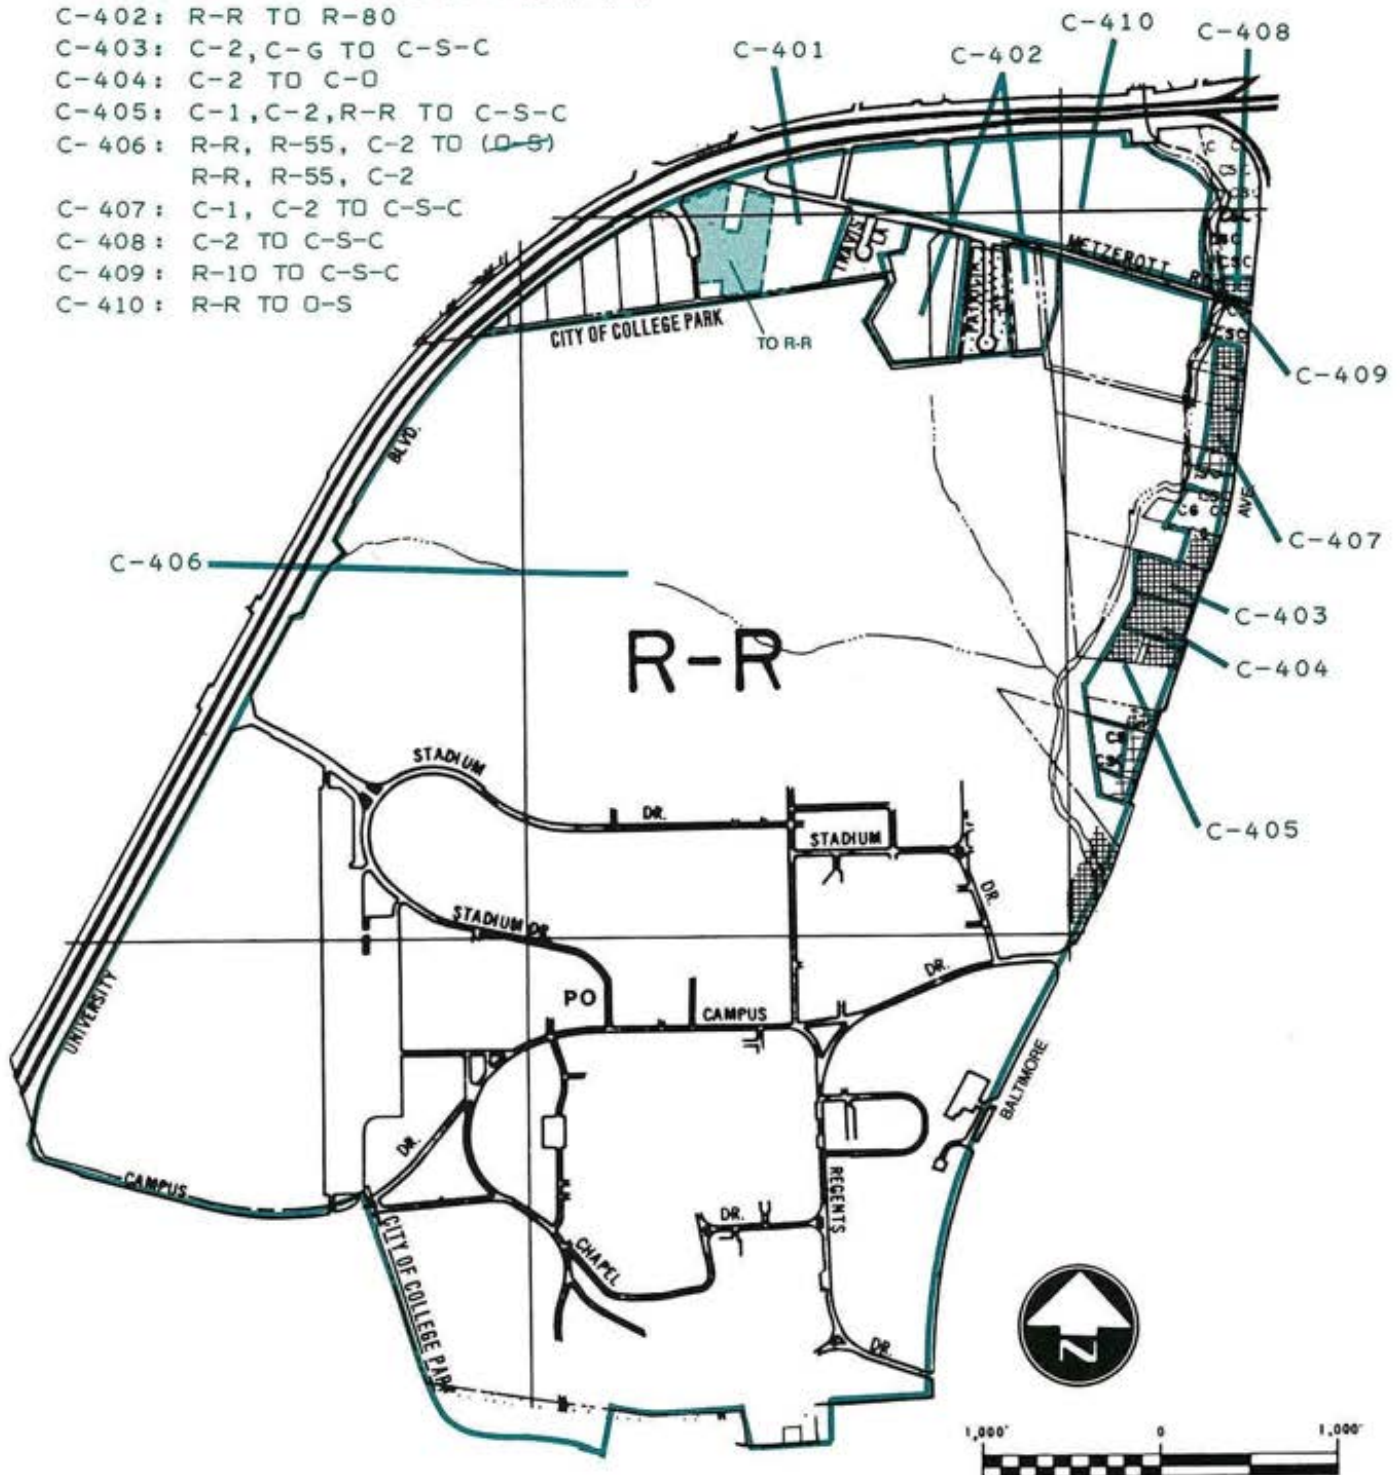 C-402: R-R TO R-80
C-403: C-2, C-G TO C-S-C
C-404: C-2 TO C-O
C-405: C-1, C-2, R-R TO C-S-C
C-406: R-R, R-55, C-2 TO (O-S)
R-R, R-55, C-2
C-407: C-1, C-2 TO C-S-C
C-408: C-2 TO C-S-C
C-409: R-10 TO C-S-C
C-410: R-R TO O-S
C-401
C-402
C-410
C-408
TRAVIS LA
METZEROTT
CITY OF COLLEGE PARK
TO R-R
CSC
C-409
BLVD.
AVE
C-407
C-406
C-403
C-404
R-R
STADIUM
DR.
STADIUM
DR.
C-405
STADIUM DR.
DR.
PO
CAMPUS
UNIVERSITY
BALTIMORE
DR.
REGENTS
CAMPUS
DR.
CHAPEL
CITY OF COLLEGE PARK
DR.
N
1,000' 0 1,000'